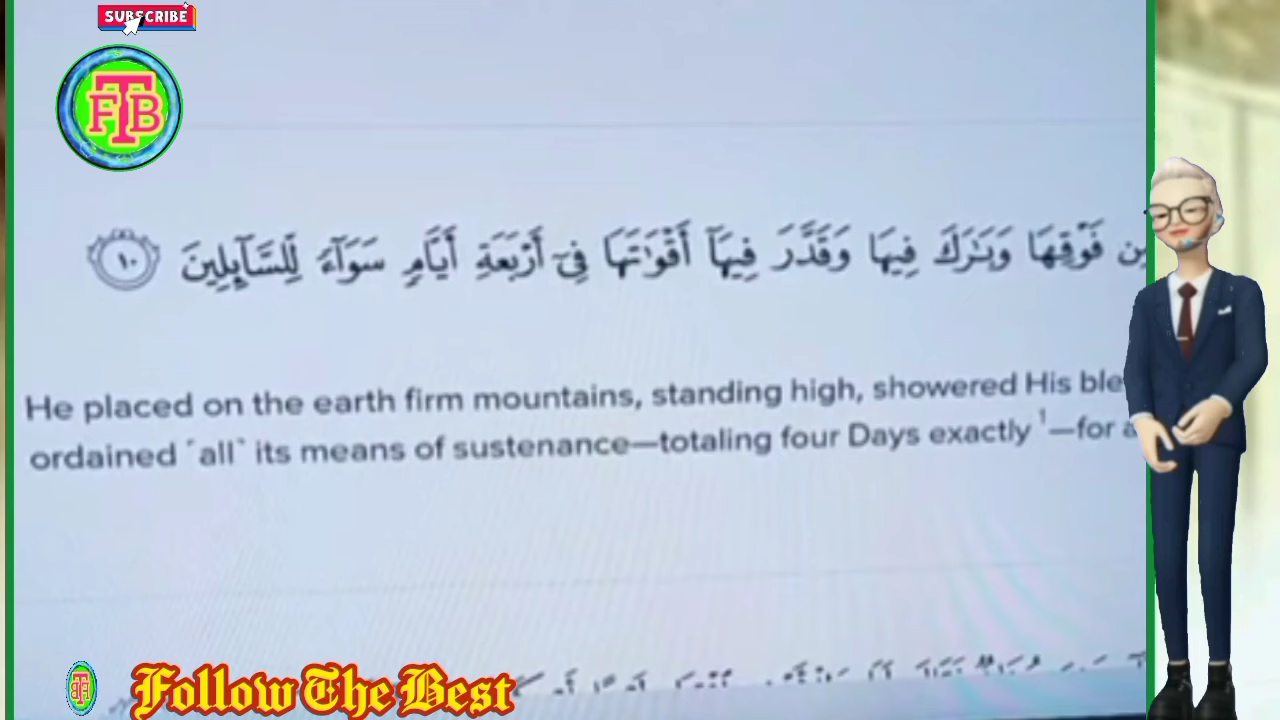 SUBSCRIBE
FTB
مِن فَوْقِهَا وَبَـٰرَكَ فِيهَا وَقَدَّرَ فِيهَآ أَقْوَٰتَهَا فِىٓ أَرْبَعَةِ أَيَّامٍ سَوَآءً لِّلسَّآئِلِينَ ١٠
He placed on the earth firm mountains, standing high, showered His ble
ordained ˹all˺ its means of sustenance—totaling four Days exactly ¹—for a
Follow The Best